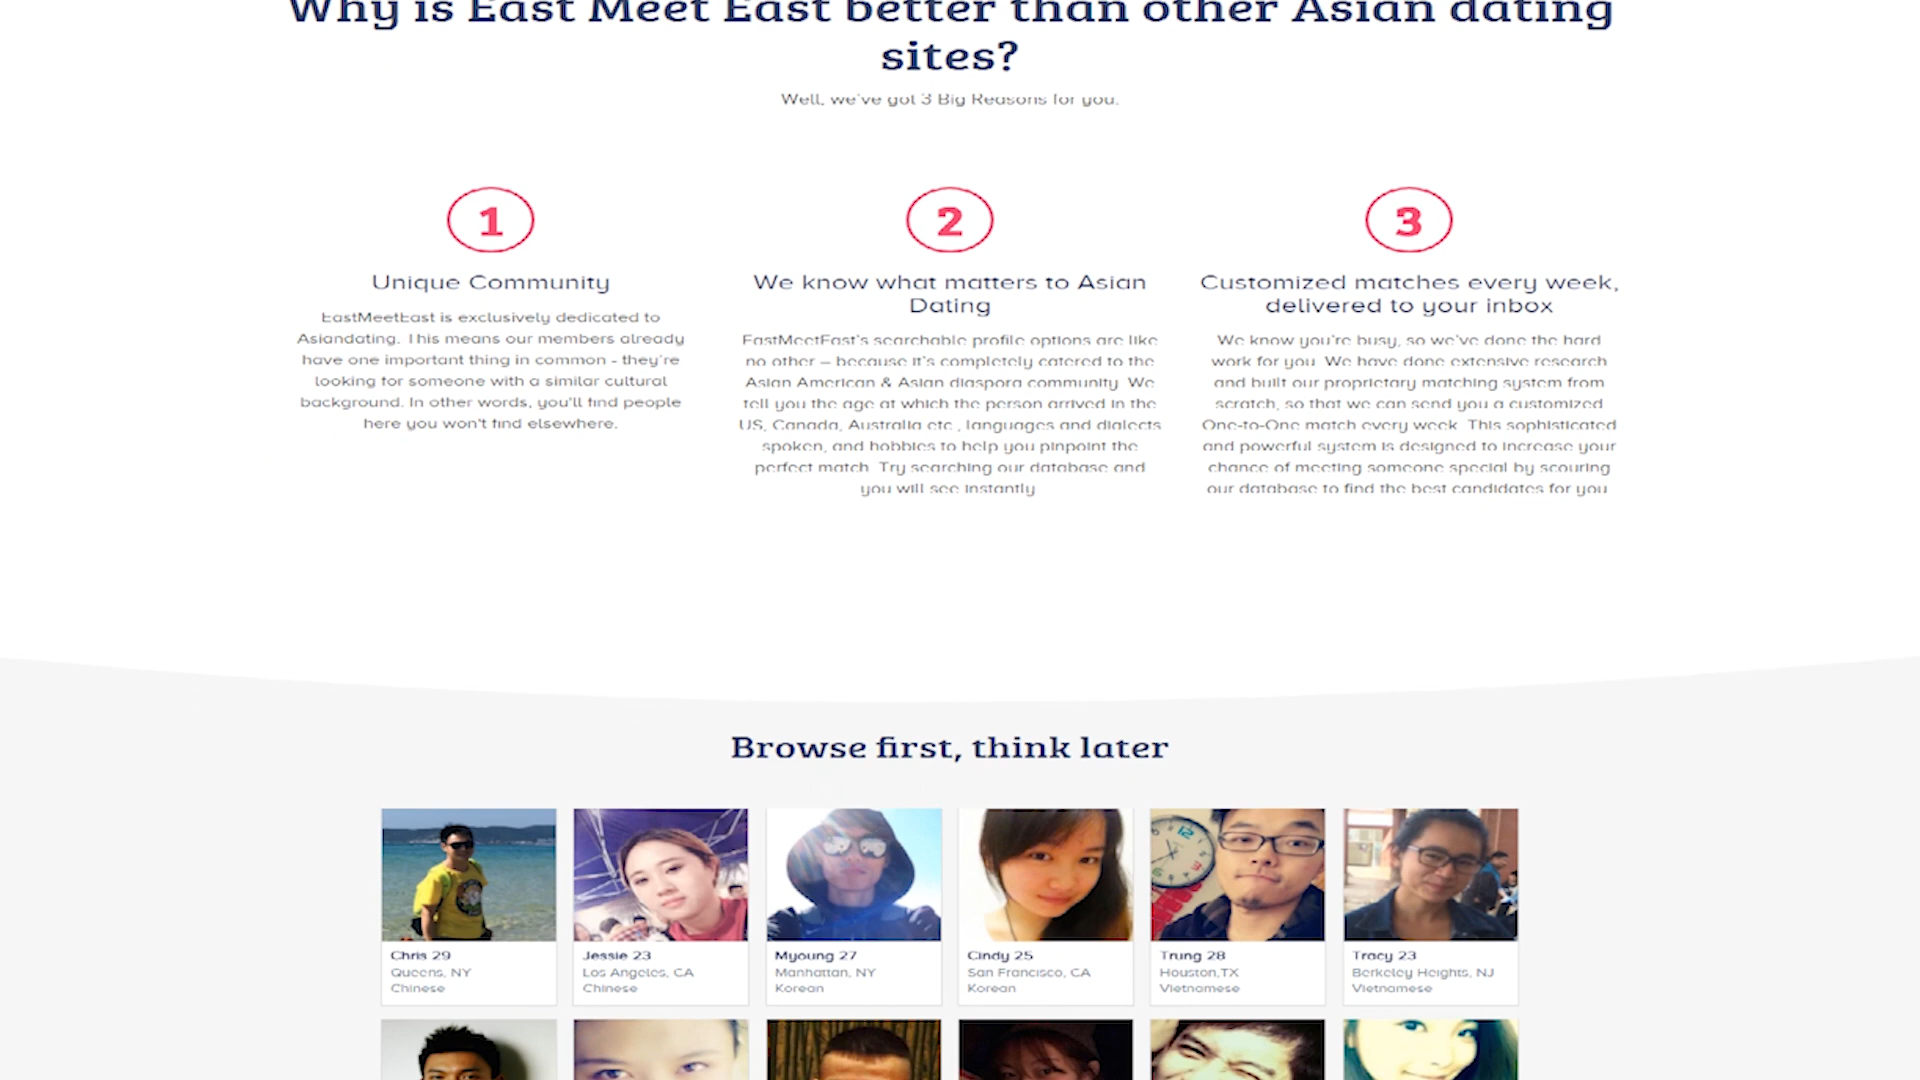 Why is East Meet East better than other Asian dating
sites?
Well, we've got 3 Big Reasons for you.
1
Unique Community
EastMeetEast is exclusively dedicated to
Asiandating. This means our members already
have one important thing in common - they're
looking for someone with a similar cultural
background. In other words, you'll find people
here you won't find elsewhere.
2
We know what matters to Asian
Dating
EastMeetEast's searchable profile options are like
no other – because it's completely catered to the
Asian American & Asian diaspora community. We
tell you the age at which the person arrived in the
US, Canada, Australia etc., languages and dialects
spoken, and hobbies to help you pinpoint the
perfect match. Try searching our database and
you will see instantly
3
Customized matches every week,
delivered to your inbox
We know you're busy, so we've done the hard
work for you. We have done extensive research
and built our proprietary matching system from
scratch, so that we can send you a customized
One-to-One match every week. This sophisticated
and powerful system is designed to increase your
chance of meeting someone special by scouring
our database to find the best candidates for you
Browse first, think later
12
Chris 29
Queens, NY
Chinese
Jessie 23
Los Angeles, CA
Chinese
Myoung 27
Manhattan, NY
Korean
Cindy 25
San Francisco, CA
Korean
Trung 28
Houston,TX
Vietnamese
Tracy 23
Berkeley Heights, NJ
Vietnamese